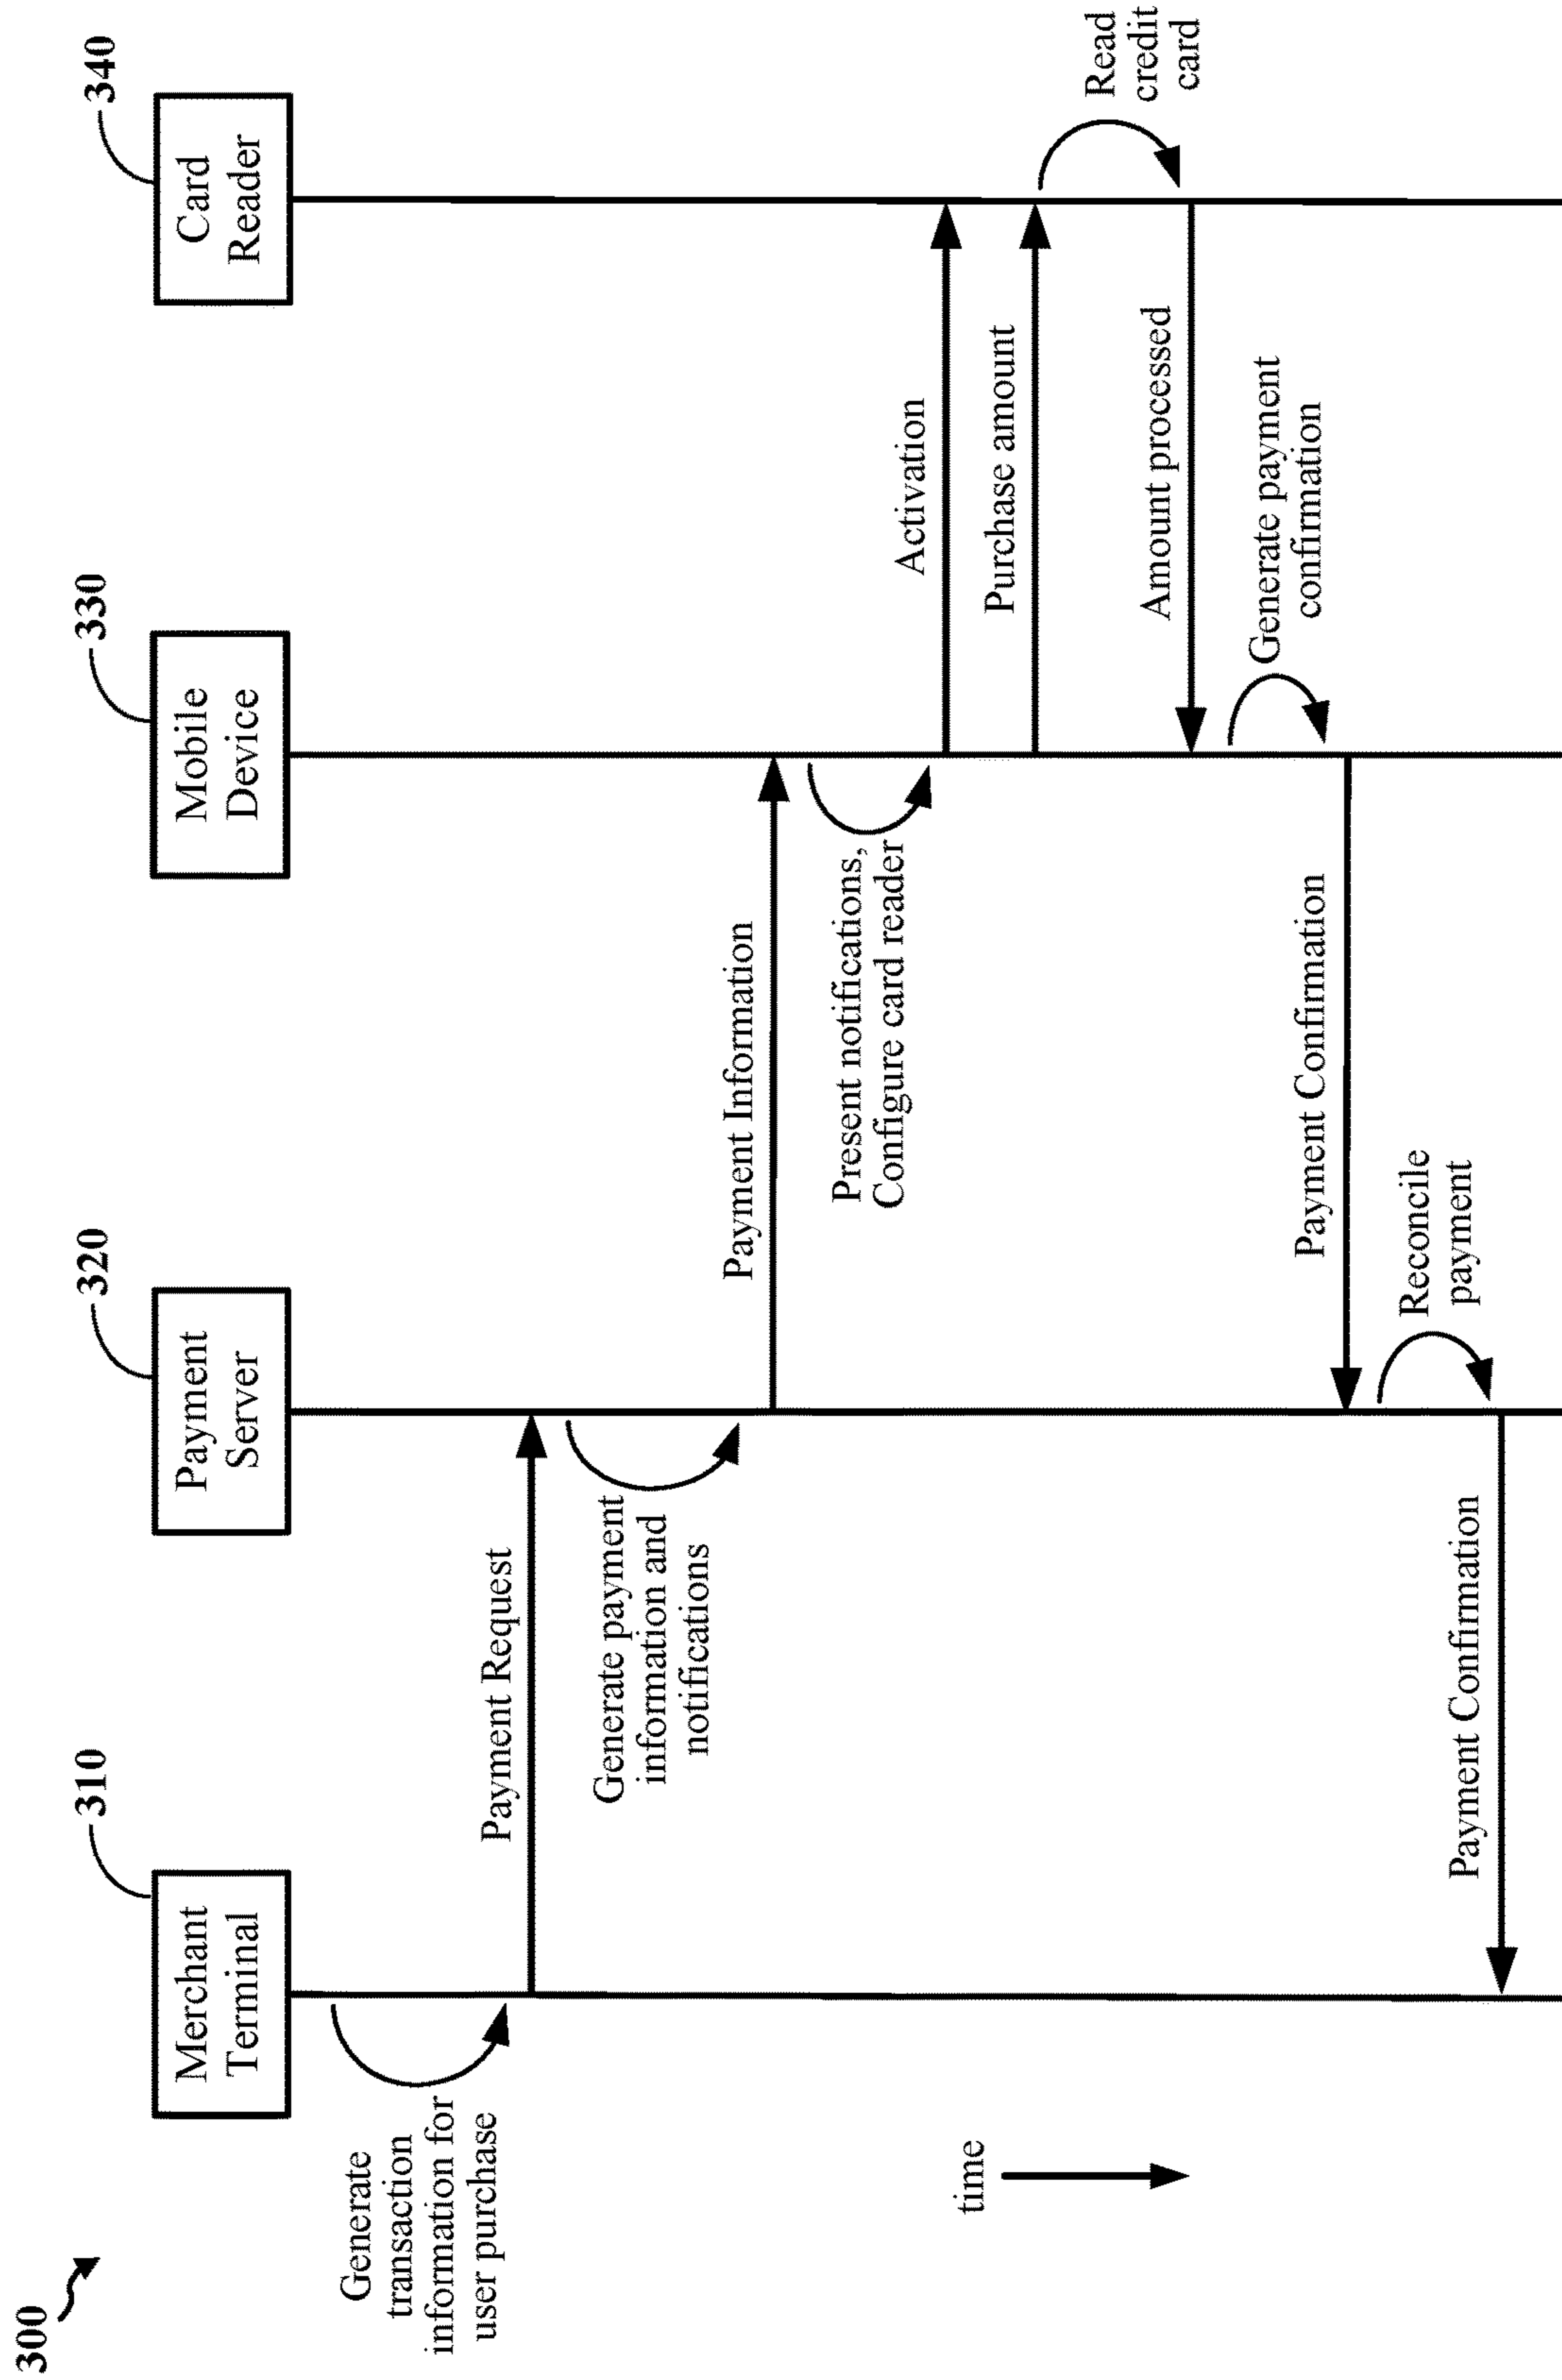 300
310
Merchant
Terminal
320
Payment
Server
330
Mobile
Device
340
Card
Reader
Generate
transaction
information for
user purchase
Payment Request
Generate payment
information and
notifications
Payment Information
Present notifications,
Configure card reader
Activation
Purchase amount
Read
credit
card
Amount processed
Generate payment
confirmation
Payment Confirmation
Reconcile
payment
Payment Confirmation
time